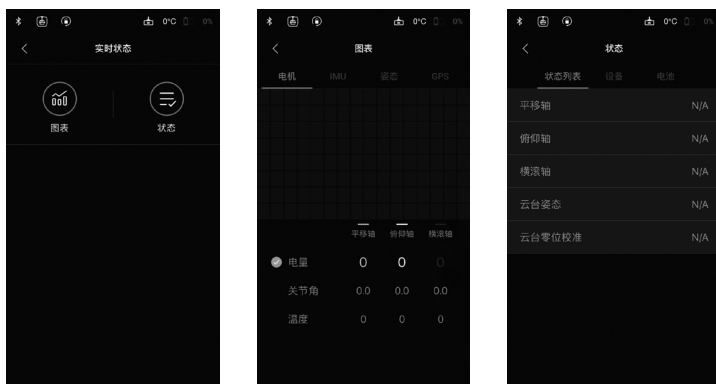 0°C 0%
实时状态
图表
状态
0°C 0%
图表
电机 IMU 姿态 GPS
平移轴 俯仰轴 横滚轴
电量 0 0 0
关节角 0.0 0.0 0.0
温度 0 0 0
0°C 0%
状态
状态列表 设备 电池
平移轴 N/A
俯仰轴 N/A
横滚轴 N/A
云台姿态 N/A
云台零位校准 N/A